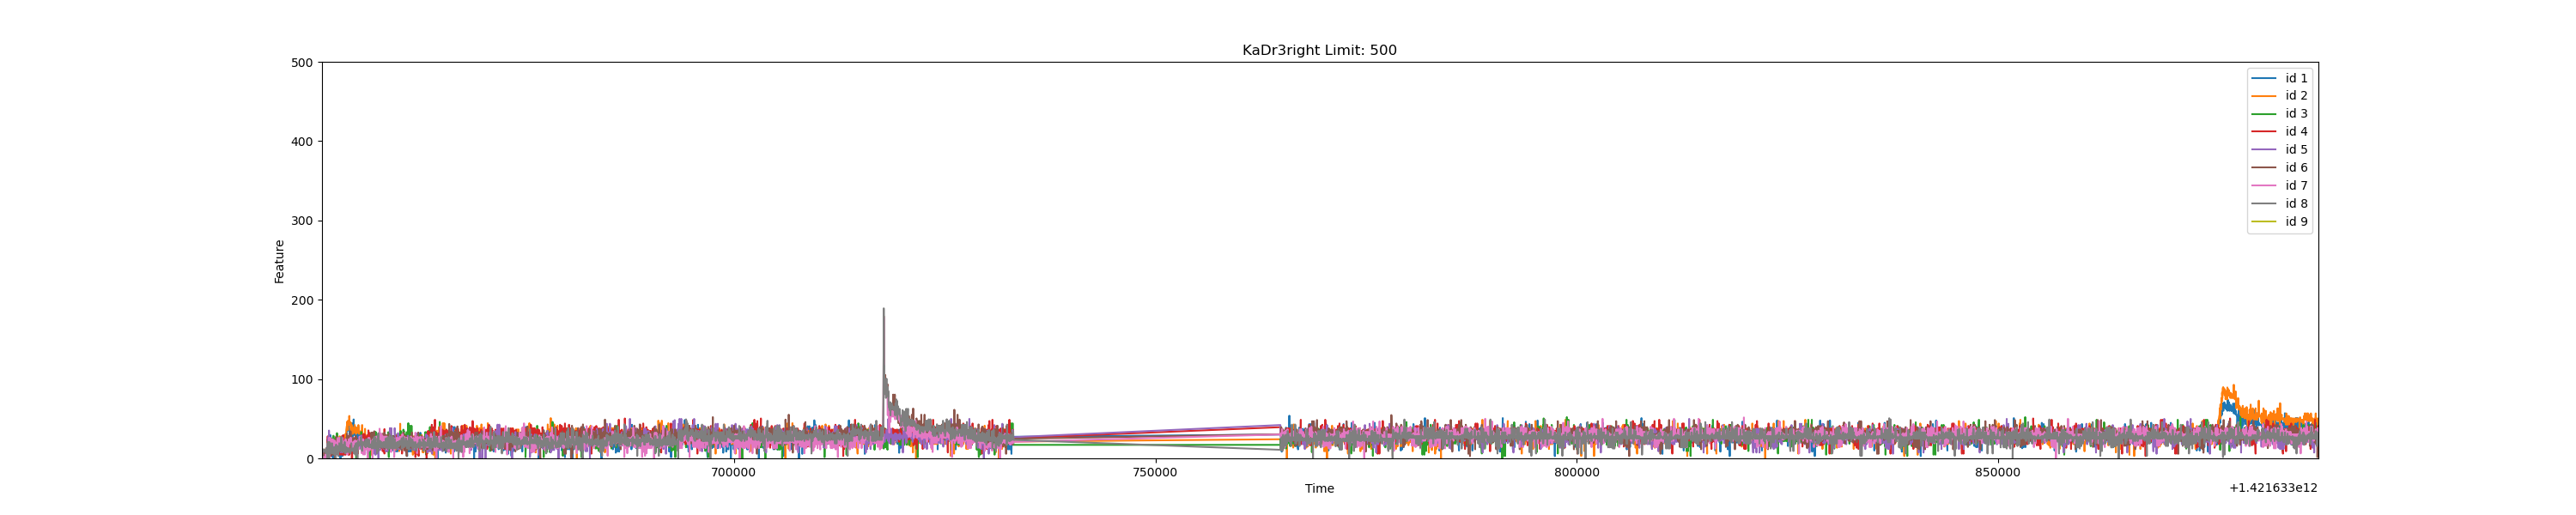 KaDr3right Limit: 500
500
400
300
200
100
0
Feature
700000
750000
800000
850000
Time
+1.421633e12
id 1
id 2
id 3
id 4
id 5
id 6
id 7
id 8
id 9